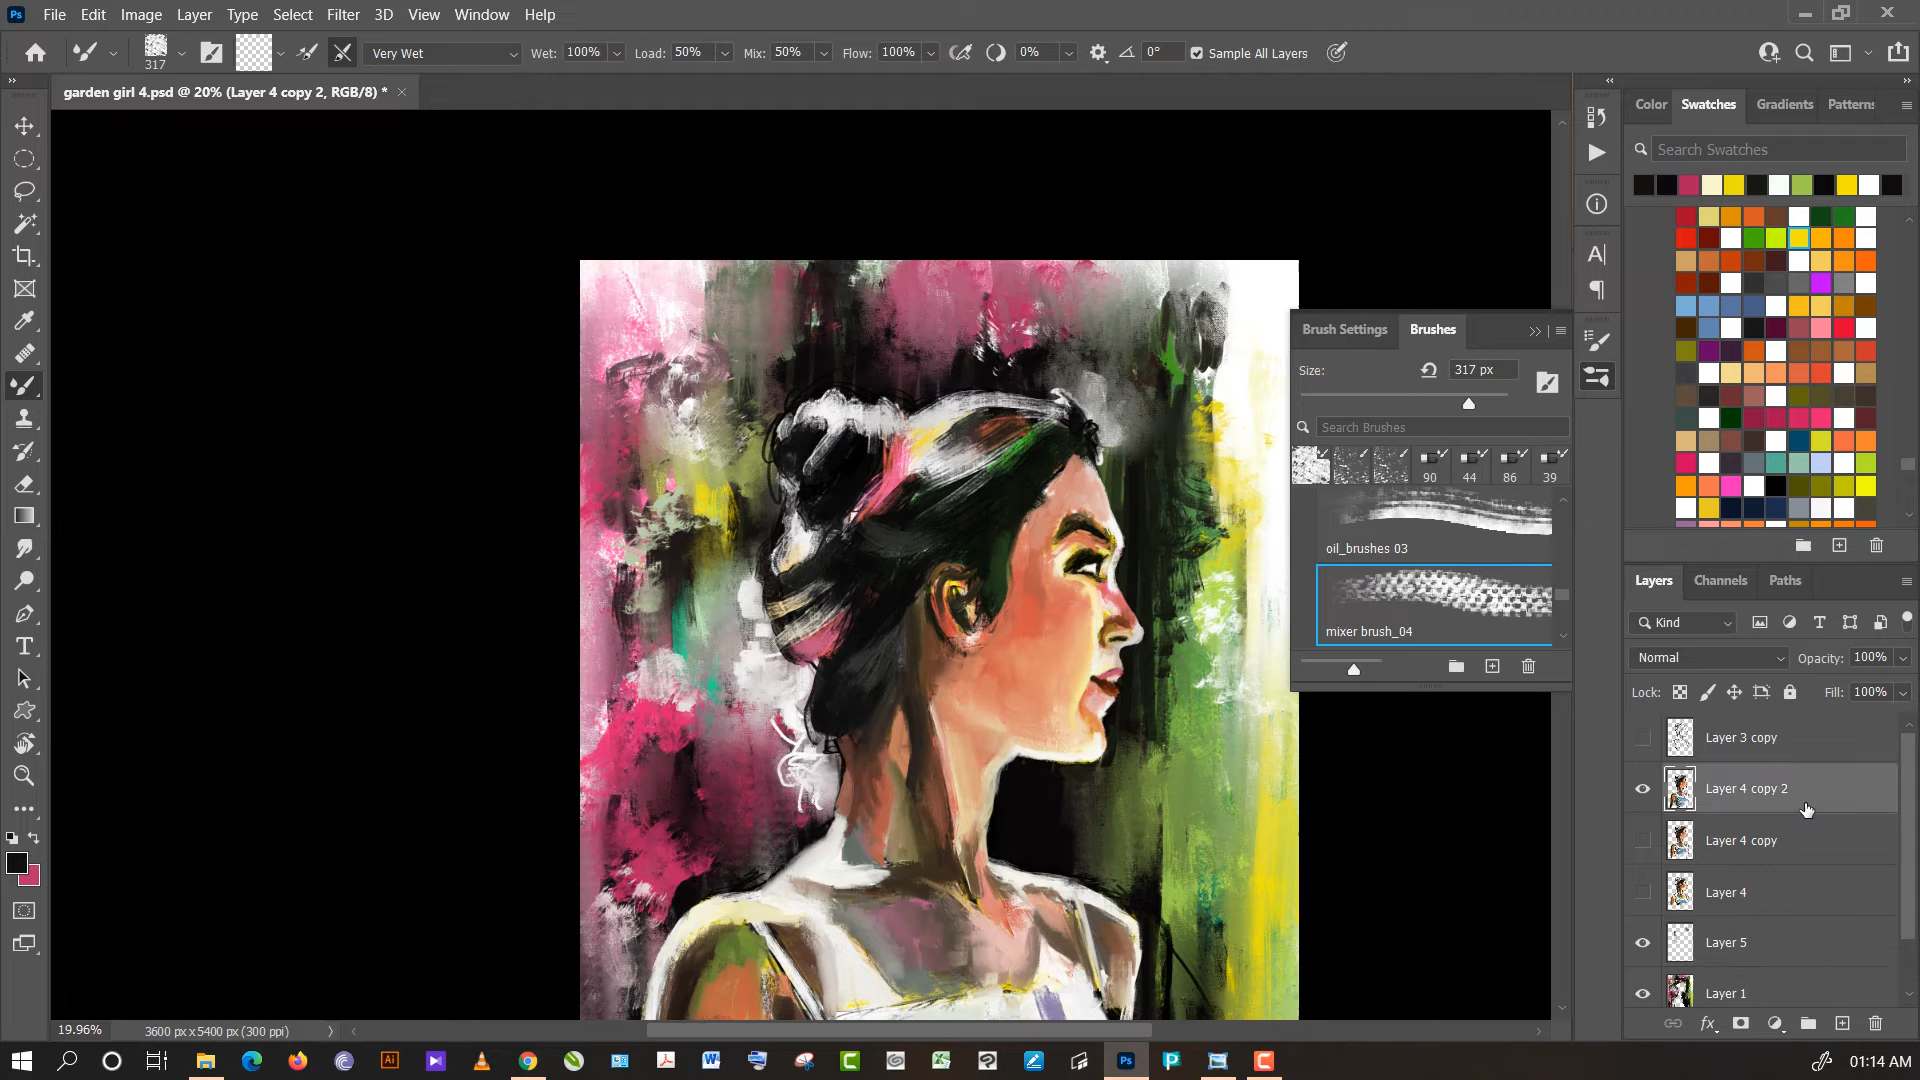 Ps File Edit Image Layer Type Select Filter 3D View Window Help
317 Very Wet Wet: 100% Load: 50% Mix: 50% Flow: 100% 0% 0° Sample All Layers
garden girl 4.psd @ 20% (Layer 4 copy 2, RGB/8) *
Color Swatches Gradients Patterns
Search Swatches
Brush Settings Brushes
Size: 317 px
Search Brushes
90 44 86 39
oil_brushes 03
mixer brush_04
Layers Channels Paths
Kind
Normal Opacity: 100%
Lock: Fill: 100%
Layer 3 copy
Layer 4 copy 2
Layer 4 copy
Layer 4
Layer 5
Layer 1
19.96% 3600 px x 5400 px (300 ppi)
Ai Ps 01:14 AM